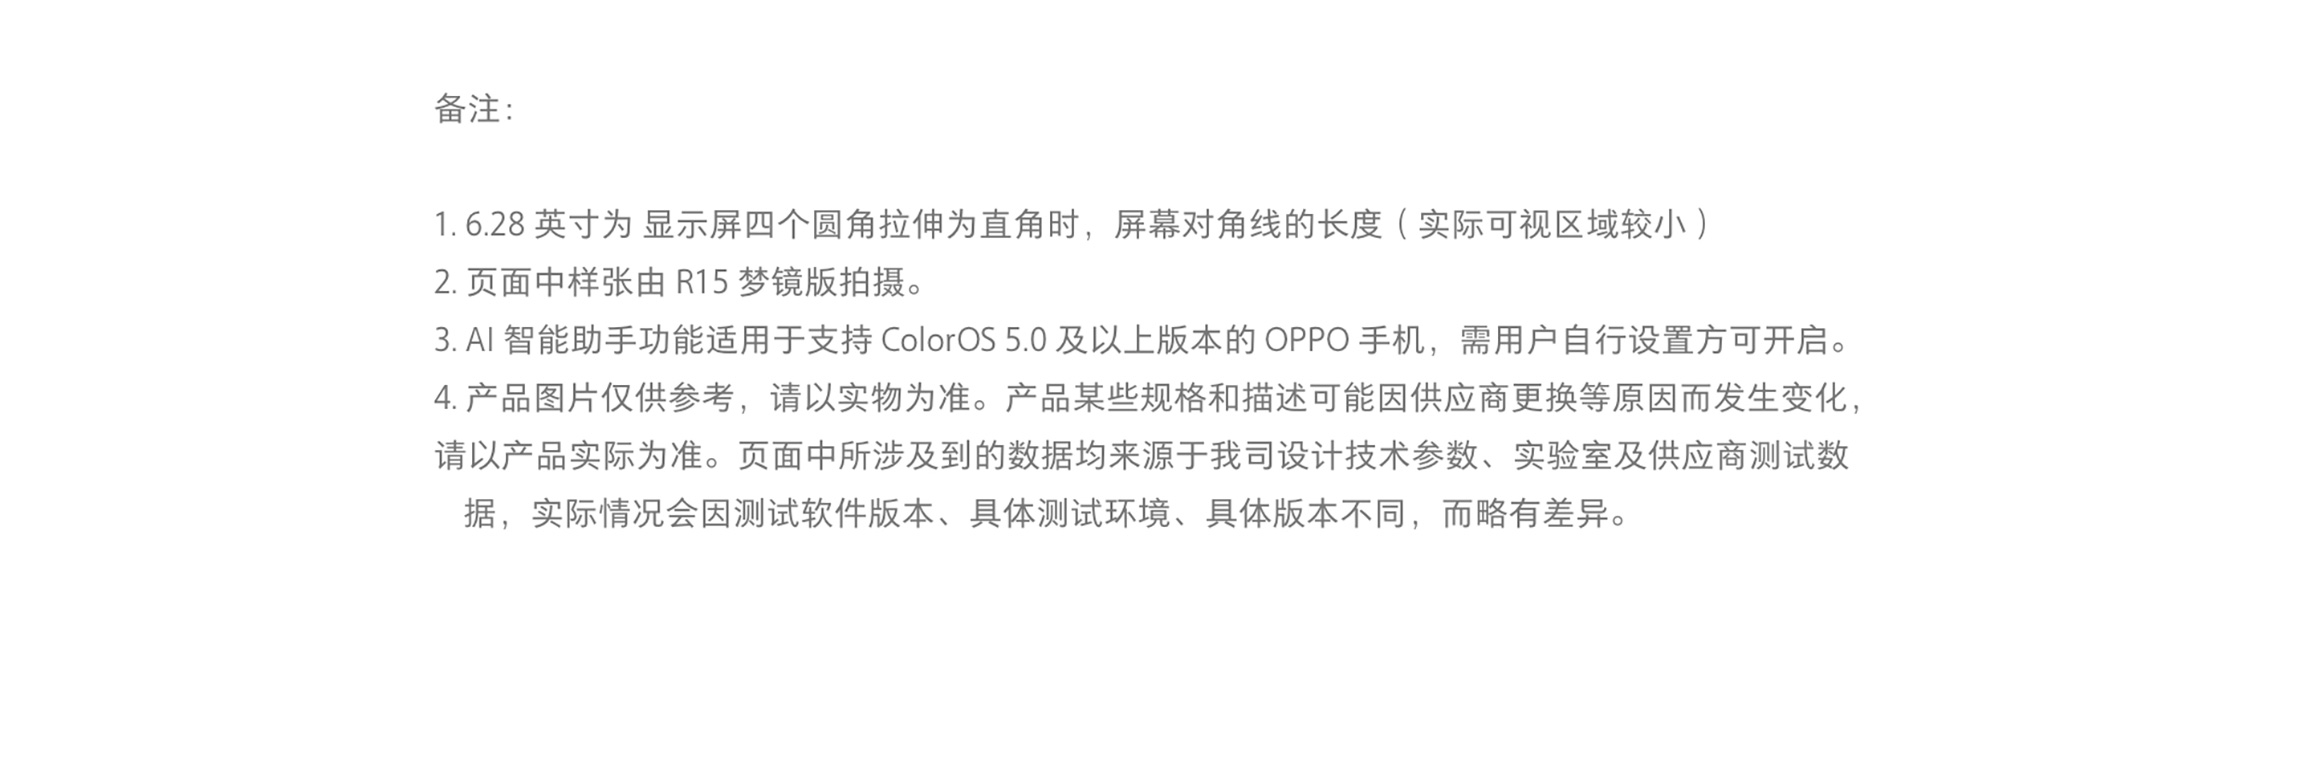 备注：
1. 6.28 英寸为 显示屏四个圆角拉伸为直角时，屏幕对角线的长度（实际可视区域较小）
2. 页面中样张由 R15 梦镜版拍摄。
3. AI 智能助手功能适用于支持 ColorOS 5.0 及以上版本的 OPPO 手机，需用户自行设置方可开启。
4. 产品图片仅供参考，请以实物为准。产品某些规格和描述可能因供应商更换等原因而发生变化，
请以产品实际为准。页面中所涉及到的数据均来源于我司设计技术参数、实验室及供应商测试数
据，实际情况会因测试软件版本、具体测试环境、具体版本不同，而略有差异。